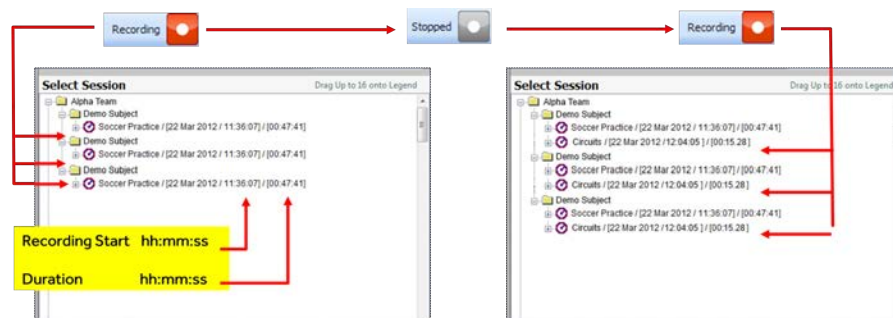 Recording
Stopped
Recording
Select Session
Drag Up to 16 onto Legend
Alpha Team
Demo Subject
Soccer Practice / [22 Mar 2012 / 11:36:07] / [00:47:41]
Demo Subject
Soccer Practice / [22 Mar 2012 / 11:36:07] / [00:47:41]
Demo Subject
Soccer Practice / [22 Mar 2012 / 11:36:07] / [00:47:41]
Recording Start hh:mm:ss
Duration hh:mm:ss
Select Session
Drag Up to 16 onto Legend
Alpha Team
Demo Subject
Soccer Practice / [22 Mar 2012 / 11:36:07] / [00:47:41]
Circuits / [22 Mar 2012 /12:04:05 ] / [00:15.28 ]
Demo Subject
Soccer Practice / [22 Mar 2012 / 11:36:07] / [00:47:41]
Circuits / [22 Mar 2012 /12:04:05 ] / [00:15.28 ]
Demo Subject
Soccer Practice / [22 Mar 2012 / 11:36:07] / [00:47:41]
Circuits / [22 Mar 2012 /12:04:05 ] / [00:15.28 ]